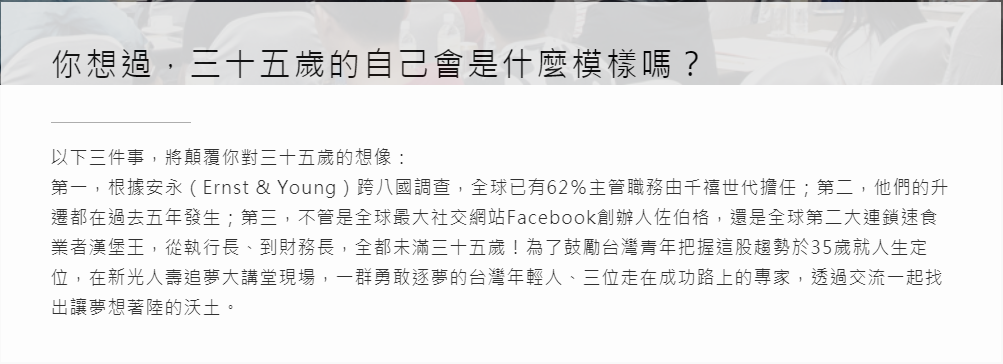 你想過，三十五歲的自己會是什麼模樣嗎？
以下三件事，將顛覆你對三十五歲的想像：
第一，根據安永（Ernst & Young）跨八國調查，全球已有62%主管職務由千禧世代擔任；第二，他們的升
遷都在過去五年發生；第三，不管是全球最大社交網站Facebook創辦人佐伯格，還是全球第二大連鎖速食
業者漢堡王，從執行長、到財務長，全都未滿三十五歲！為了鼓勵台灣青年把握這股趨勢於35歲就人生定
位，在新光人壽追夢大講堂現場，一群勇敢逐夢的台灣年輕人、三位走在成功路上的專家，透過交流一起找
出讓夢想著陸的沃土。